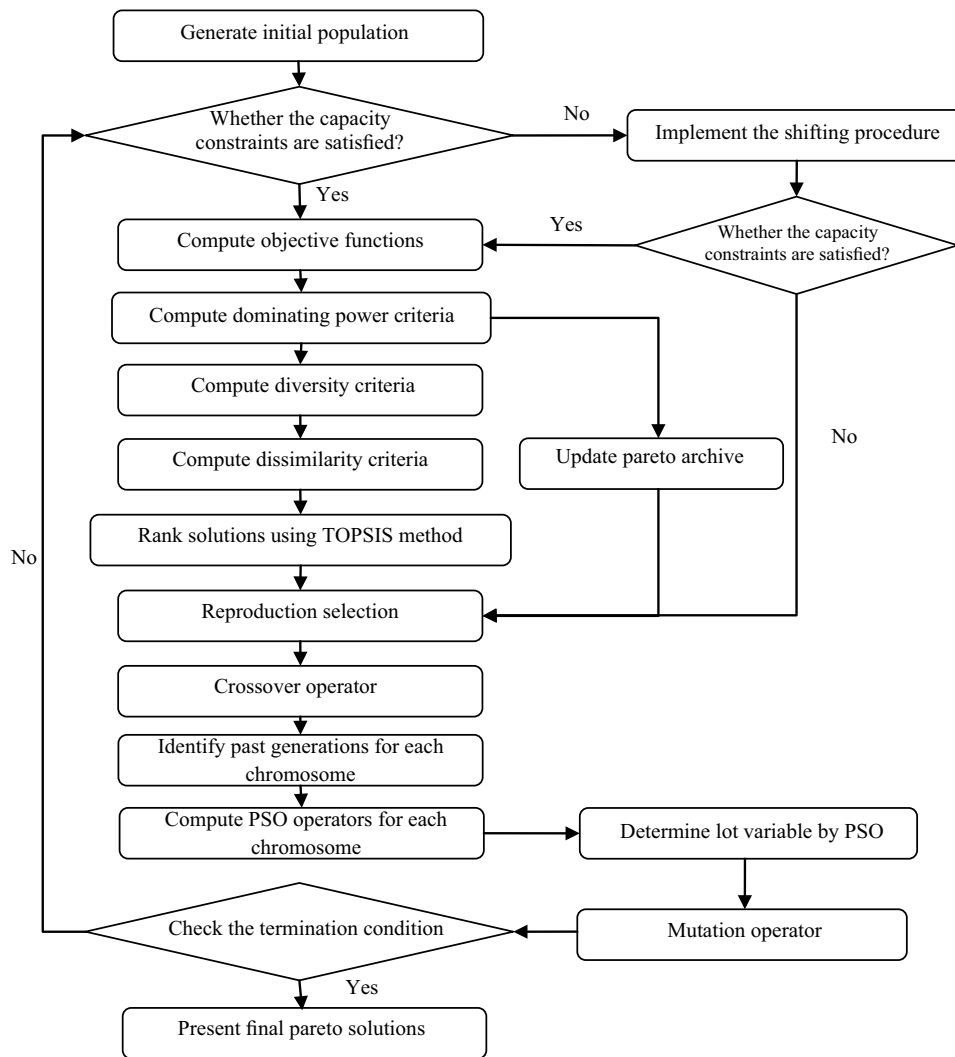 Generate initial population
Whether the capacity
constraints are satisfied?
No
Implement the shifting procedure
Yes
Whether the capacity
constraints are satisfied?
Yes
Compute objective functions
Compute dominating power criteria
Compute diversity criteria
No
Compute dissimilarity criteria
Update pareto archive
Rank solutions using TOPSIS method
No
Reproduction selection
Crossover operator
Identify past generations for each
chromosome
Compute PSO operators for each
chromosome
Determine lot variable by PSO
Mutation operator
Check the termination condition
Yes
Present final pareto solutions